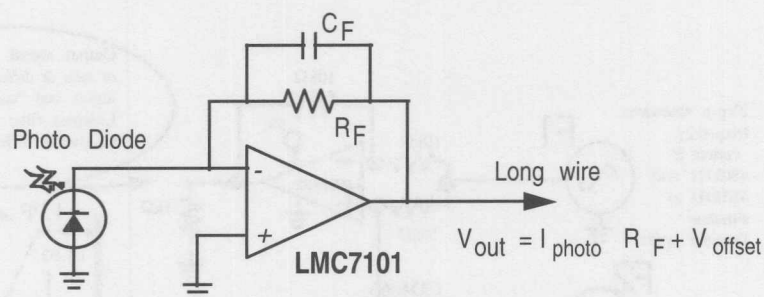 C_F
R_F
Photo Diode
-
+
LMC7101
Long wire
V_out = I_photo R_F + V_offset